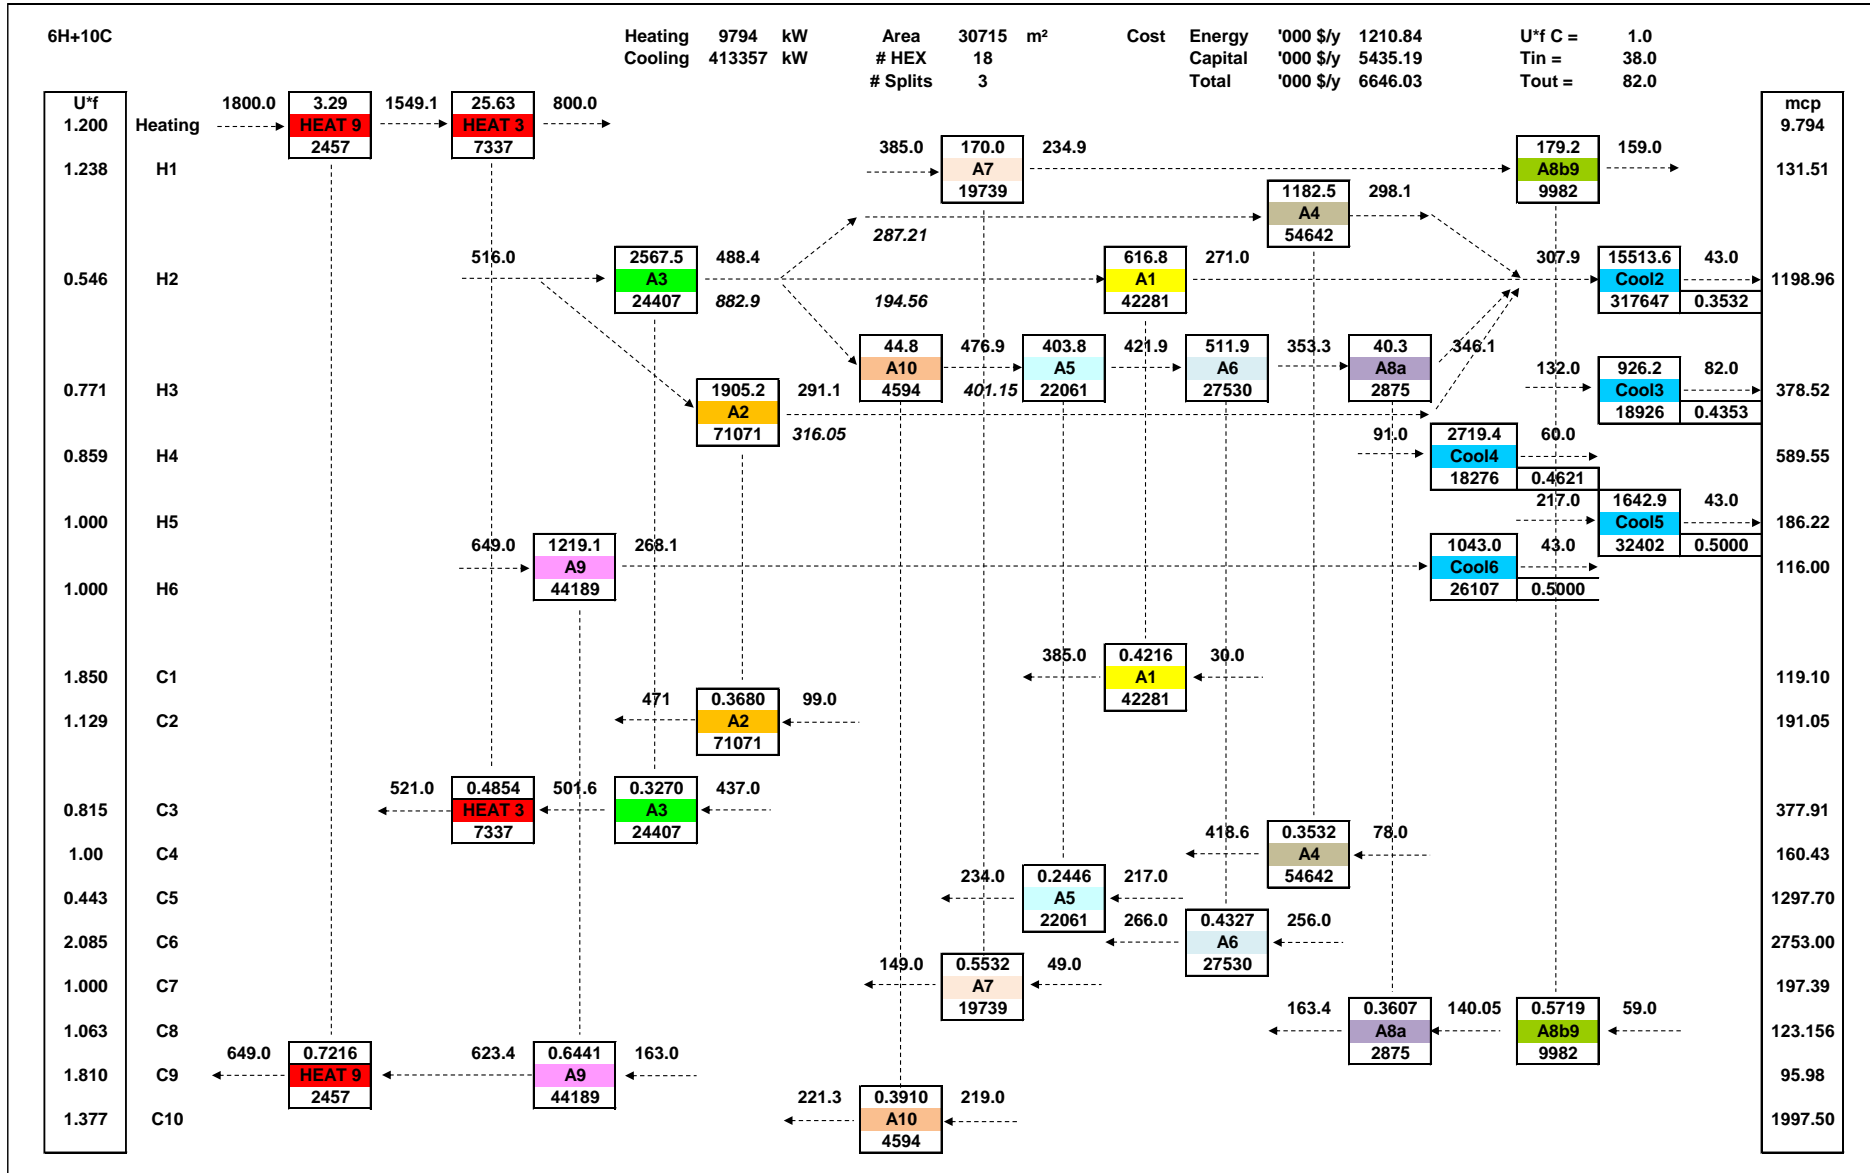 6H+10C Heating 9794 kW Area 30715 m² Cost Energy '000 $/y 1210.84 U*f C = 1.0
Cooling 413357 kW # HEX 18 Capital '000 $/y 5435.19 Tin = 38.0
# Splits 3 Total '000 $/y 6646.03 Tout = 82.0
U*f 1800.0 3.29 1549.1 25.63 800.0 mcp
1.200 Heating HEAT 9 HEAT 3 9.794
2457 7337
385.0 170.0 234.9 179.2 159.0
1.238 H1 A7 A8b9 131.51
19739 9982
1182.5 298.1
A4
287.21 54642
516.0 2567.5 488.4 616.8 271.0 307.9 15513.6 43.0
0.546 H2 A3 A1 Cool2 1198.96
24407 882.9 194.56 42281 317647 0.3532
44.8 476.9 403.8 421.9 511.9 353.3 40.3 346.1
A10 A5 A6 A8a
4594 401.15 22061 27530 2875
132.0 926.2 82.0
0.771 H3 Cool3 378.52
18926 0.4353
1905.2 291.1
A2
71071 316.05
91.0 2719.4 60.0
0.859 H4 Cool4 589.55
18276 0.4621
217.0 1642.9 43.0
1.000 H5 Cool5 186.22
32402 0.5000
649.0 1219.1 268.1 1043.0 43.0
A9 Cool6 116.00
1.000 H6 44189 26107 0.5000
385.0 0.4216 30.0
1.850 C1 A1 119.10
42281
471 0.3680 99.0
1.129 C2 A2 191.05
71071
521.0 0.4854 501.6 0.3270 437.0
0.815 C3 HEAT 3 A3 377.91
7337 24407
418.6 0.3532 78.0
1.00 C4 A4 160.43
54642
234.0 0.2446 217.0
0.443 C5 A5 1297.70
22061
266.0 0.4327 256.0
2.085 C6 A6 2753.00
27530
149.0 0.5532 49.0
1.000 C7 A7 197.39
19739
163.4 0.3607 140.05 0.5719 59.0
1.063 C8 A8a A8b9 123.156
2875 9982
649.0 0.7216 623.4 0.6441 163.0
1.810 C9 HEAT 9 A9 95.98
2457 44189
221.3 0.3910 219.0
1.377 C10 A10 1997.50
4594